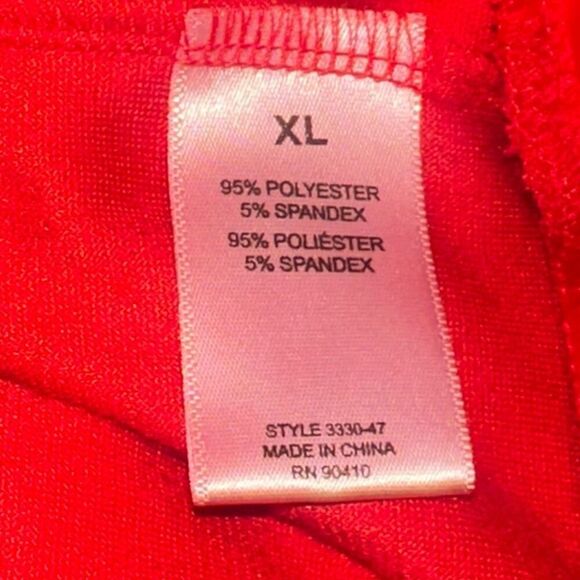 XL
95% POLYESTER
5% SPANDEX
95% POLIÉSTER
5% SPANDEX
STYLE 3330-47
MADE IN CHINA
RN 90410